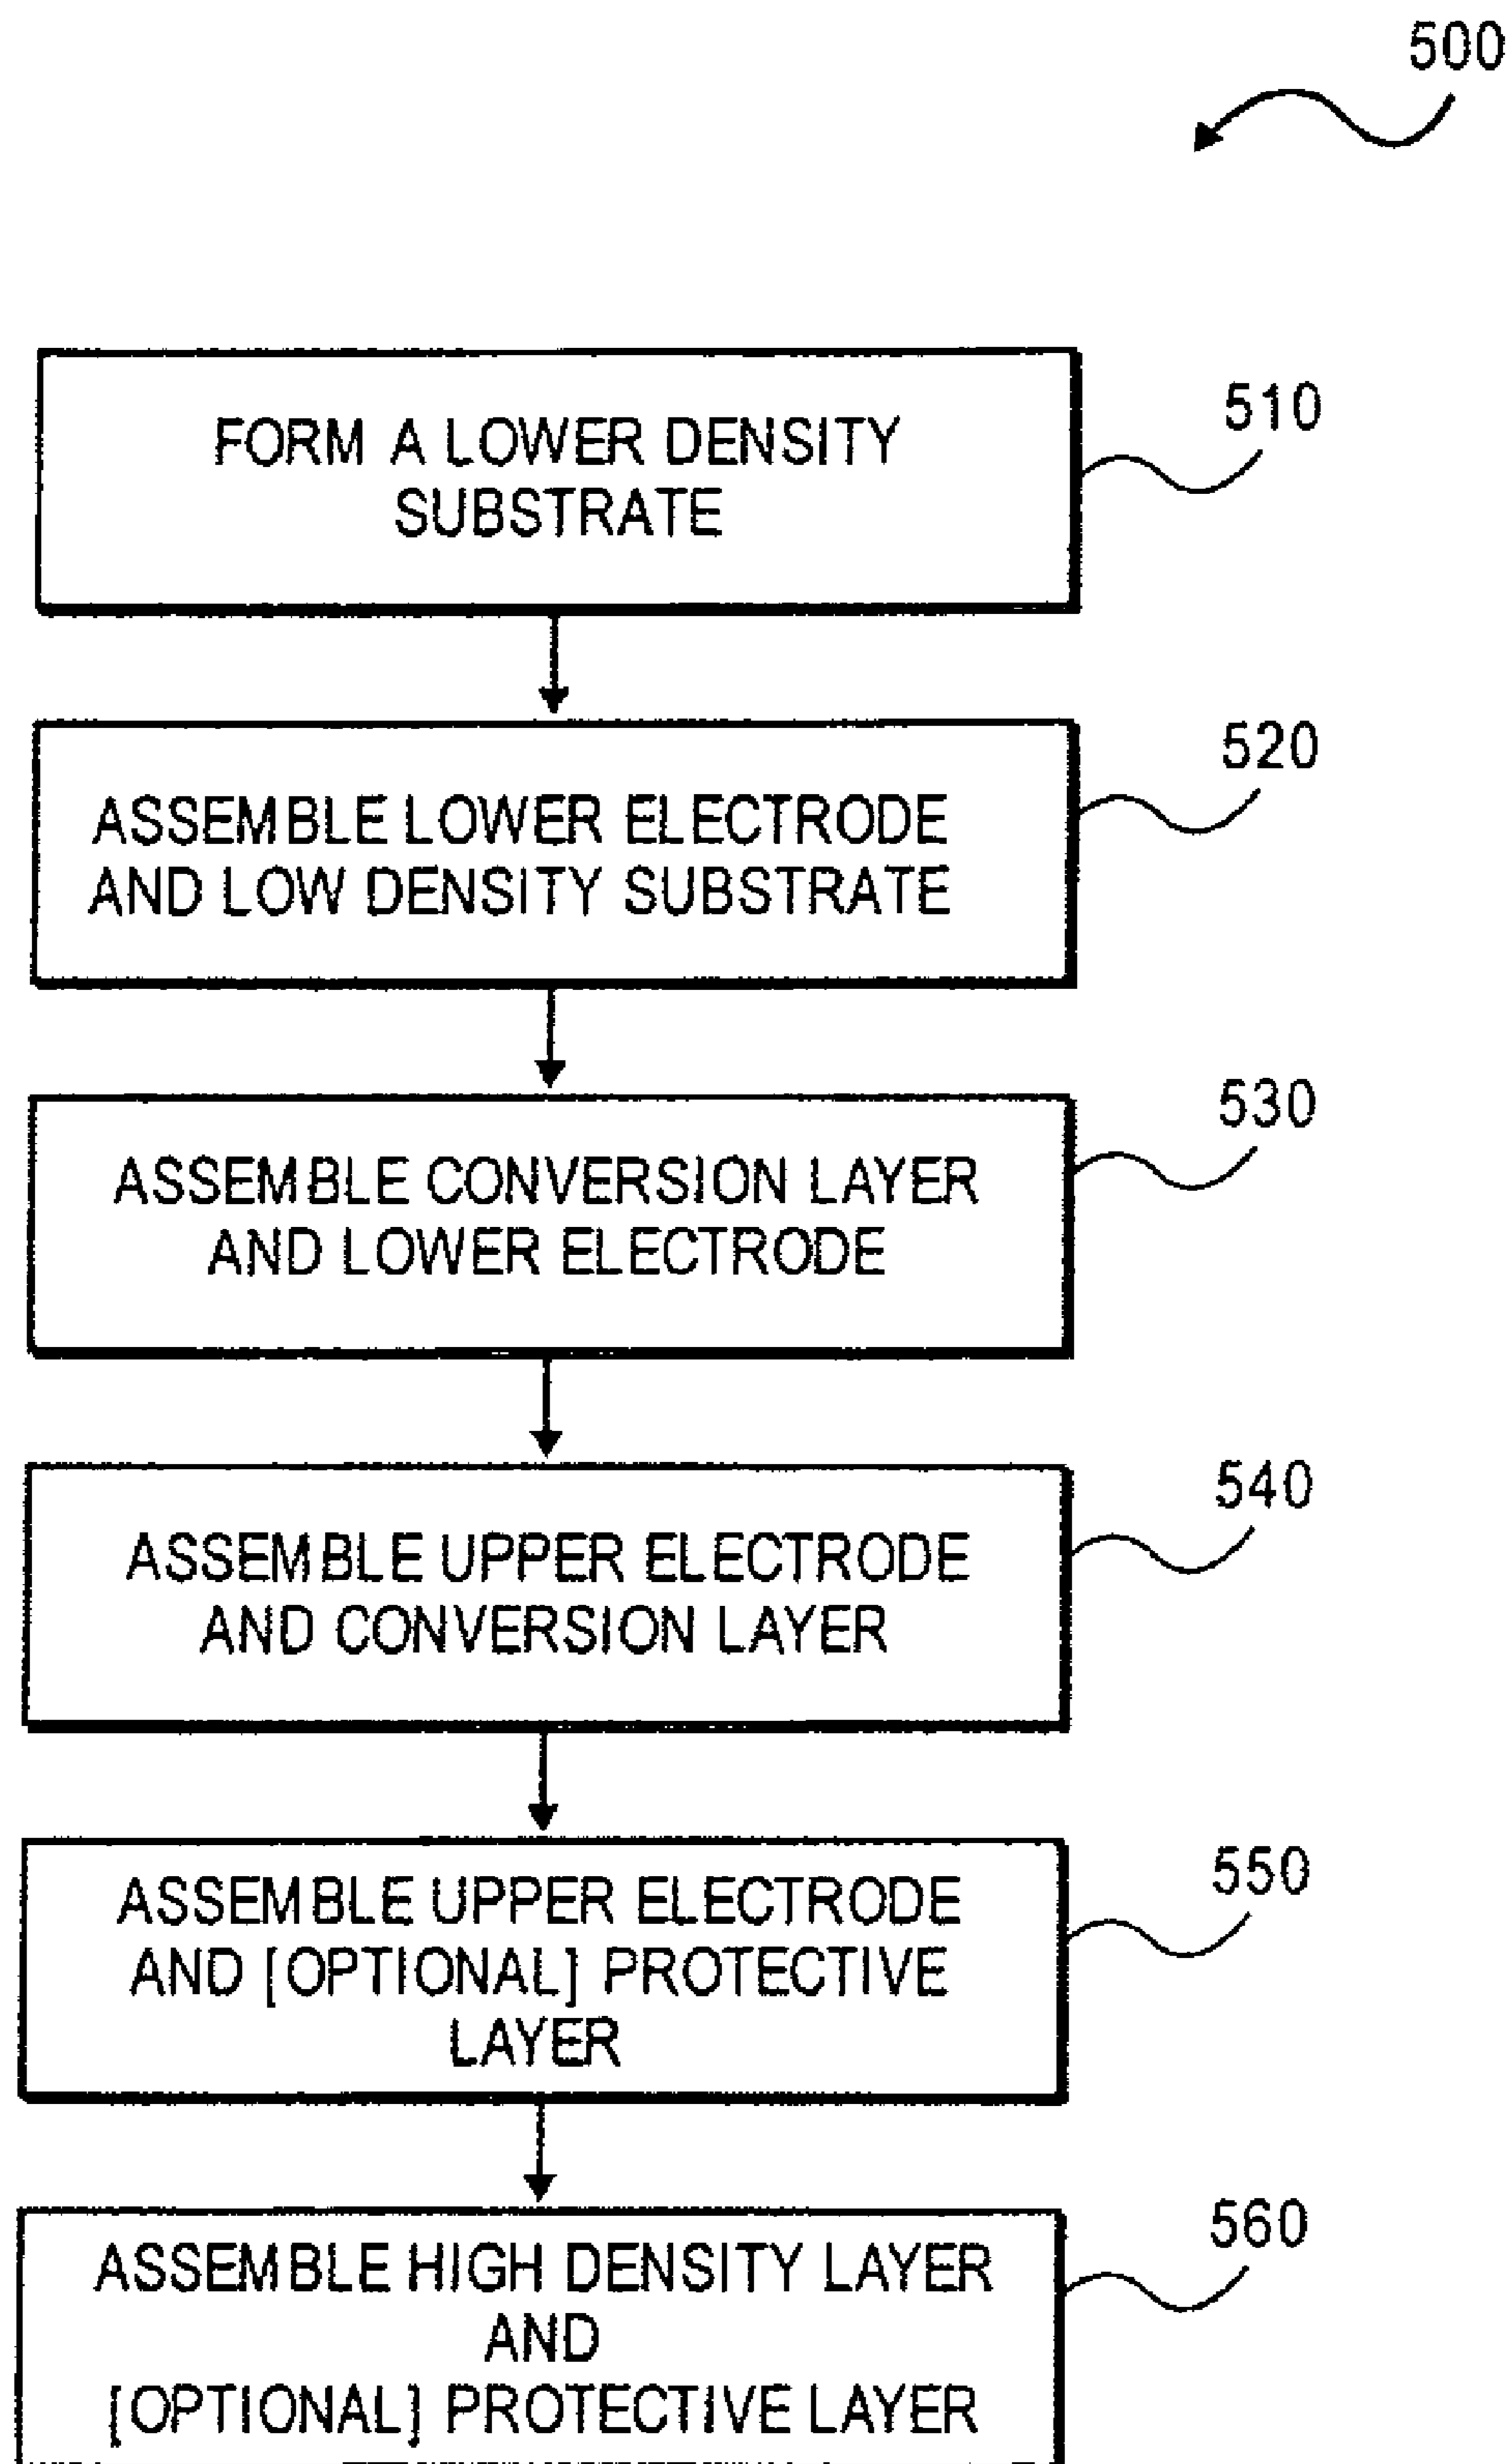 500
FORM A LOWER DENSITY
SUBSTRATE
510
ASSEMBLE LOWER ELECTRODE
AND LOW DENSITY SUBSTRATE
520
ASSEMBLE CONVERSION LAYER
AND LOWER ELECTRODE
530
ASSEMBLE UPPER ELECTRODE
AND CONVERSION LAYER
540
ASSEMBLE UPPER ELECTRODE
AND [OPTIONAL] PROTECTIVE
LAYER
550
ASSEMBLE HIGH DENSITY LAYER
AND
[OPTIONAL] PROTECTIVE LAYER
560